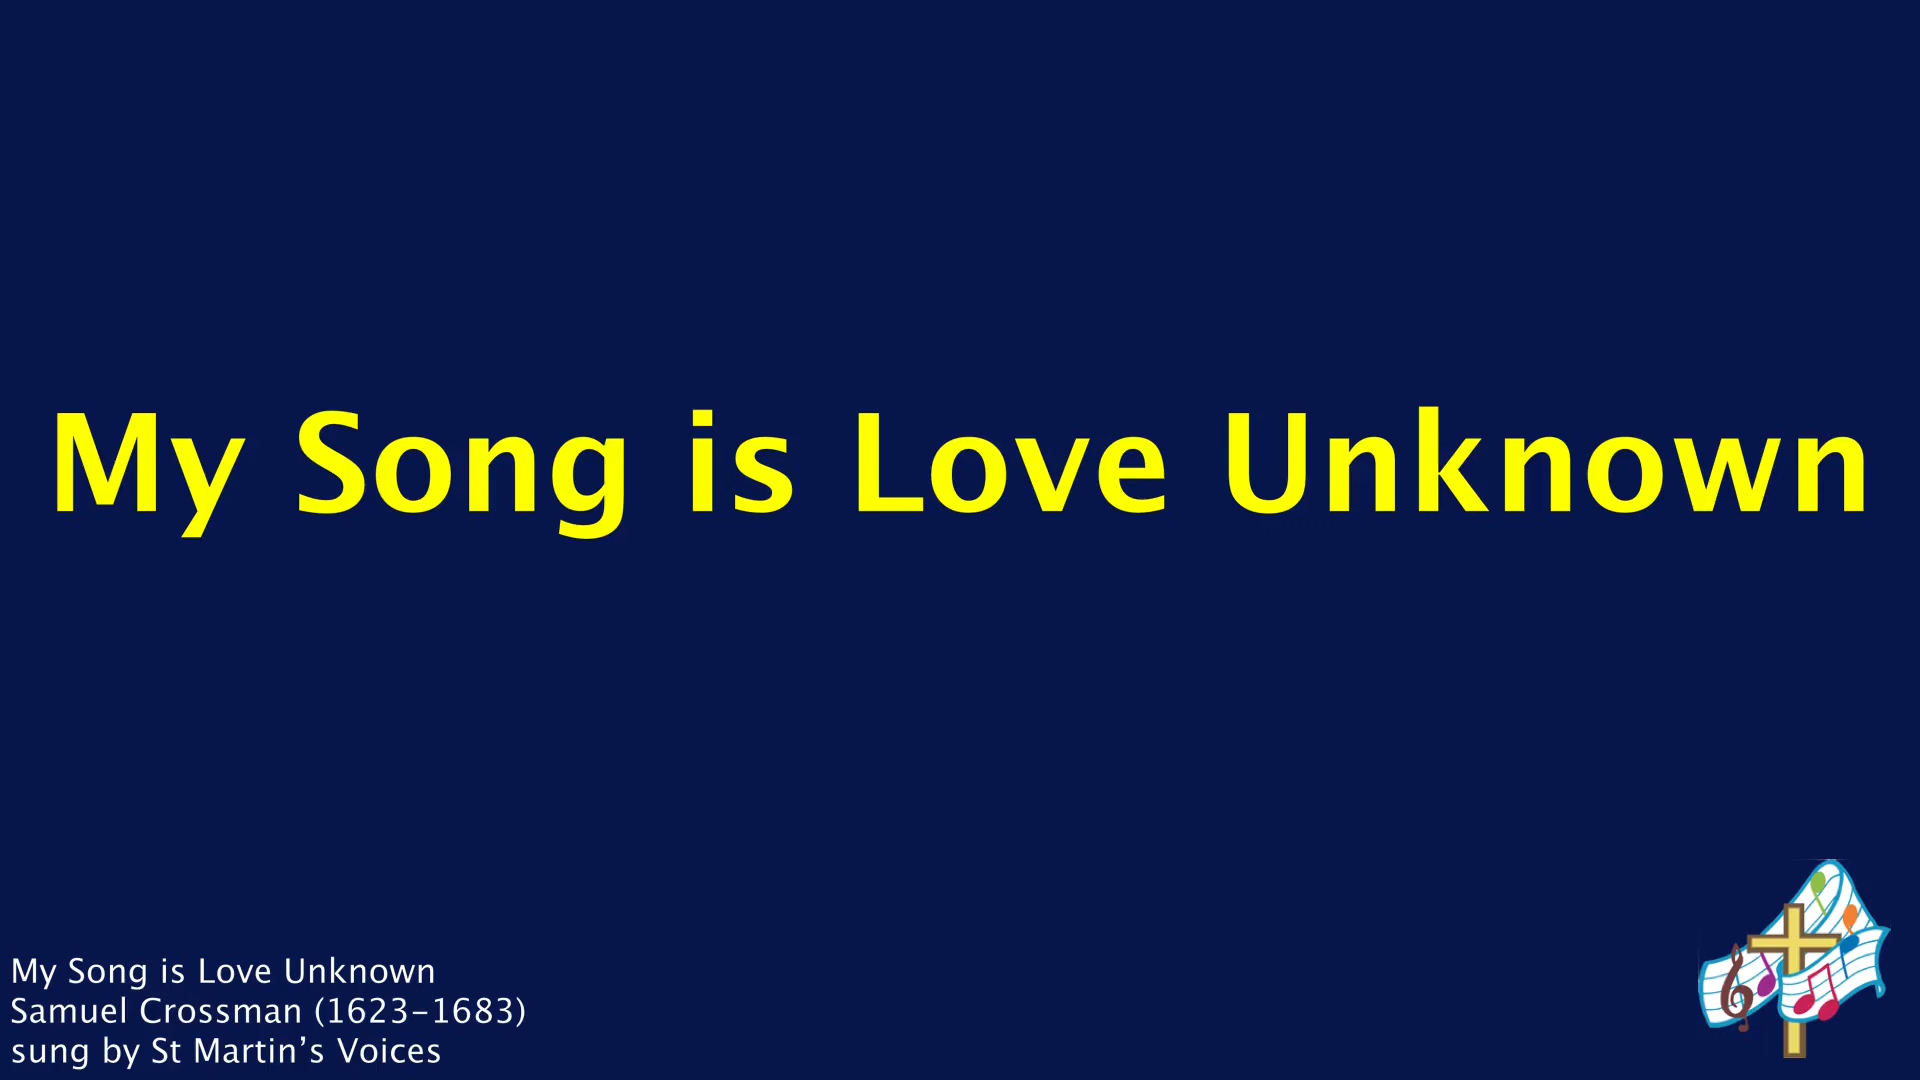 My Song is Love Unknown
My Song is Love Unknown
Samuel Crossman (1623-1683)
sung by St Martin’s Voices